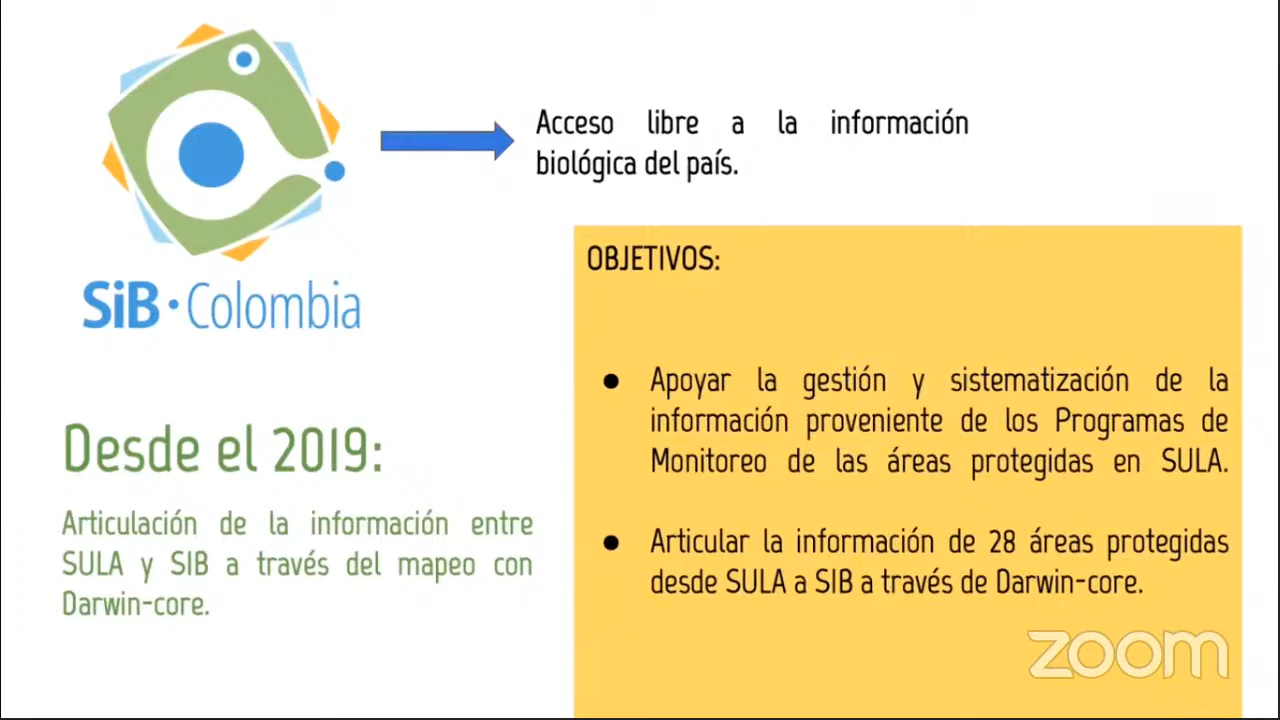 Acceso libre a la información
biológica del país.
SiB·Colombia
OBJETIVOS:
● Apoyar la gestión y sistematización de la
información proveniente de los Programas de
Monitoreo de las áreas protegidas en SULA.
● Articular la información de 28 áreas protegidas
desde SULA a SIB a través de Darwin-core.
Desde el 2019:
Articulación de la información entre
SULA y SIB a través del mapeo con
Darwin-core.
zoom